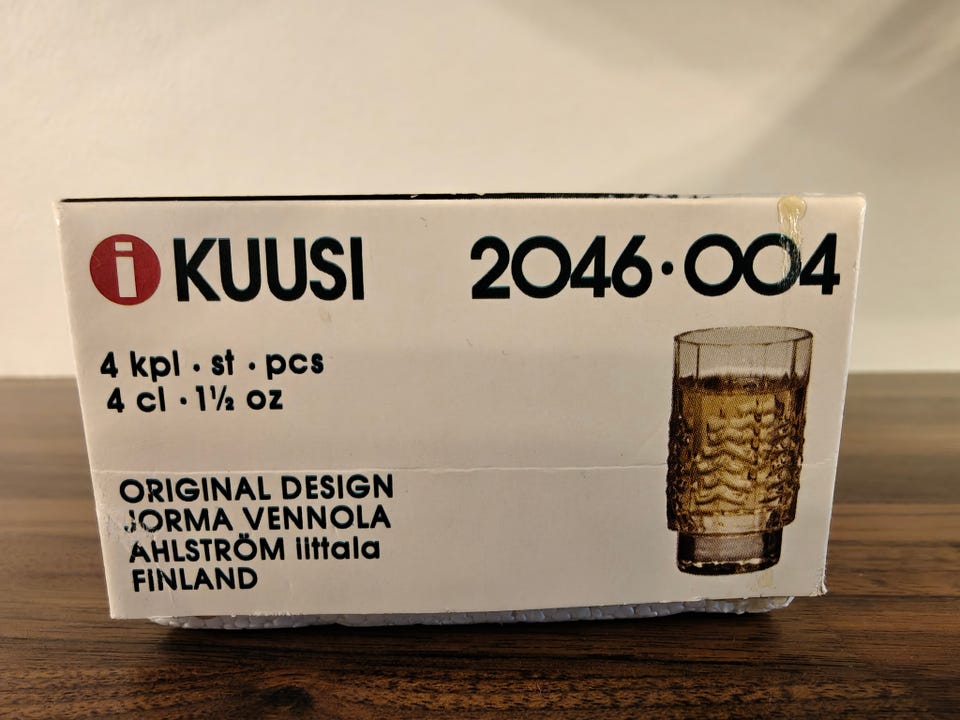 i KUUSI 2046·004
4 kpl · st · pcs
4 cl · 1½ oz
ORIGINAL DESIGN
JORMA VENNOLA
AHLSTRÖM iittala
FINLAND